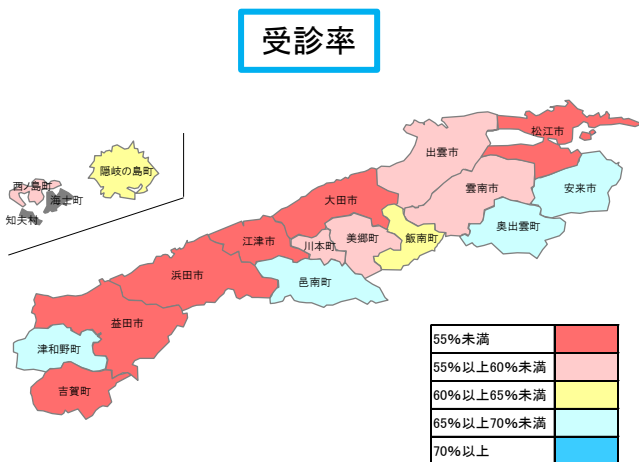 受診率
松江市
出雲市
隠岐の島町
西ノ島町
海士町
知夫村
雲南市
安来市
大田市
奥出雲町
飯南町
美郷町
川本町
江津市
邑南町
浜田市
益田市
津和野町
吉賀町
55%未満
55%以上60%未満
60%以上65%未満
65%以上70%未満
70%以上